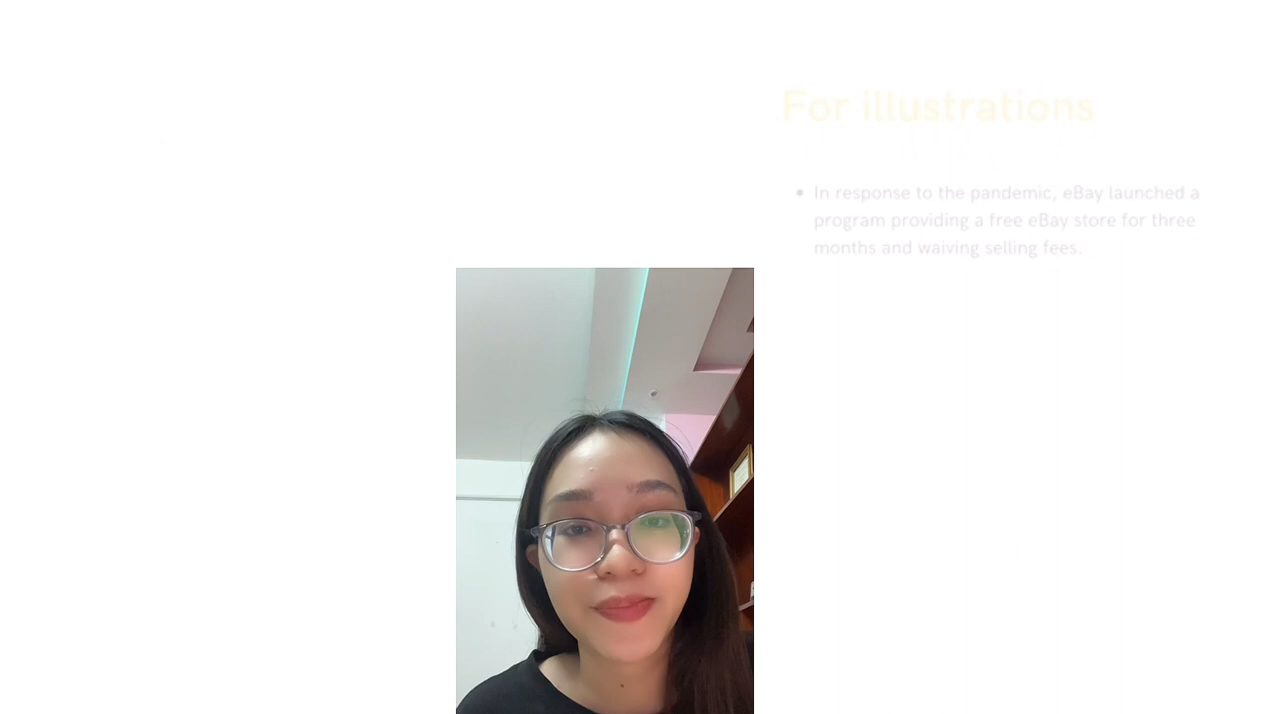 For illustrations
• In response to the pandemic, eBay launched a
program providing a free eBay store for three
months and waiving selling fees.